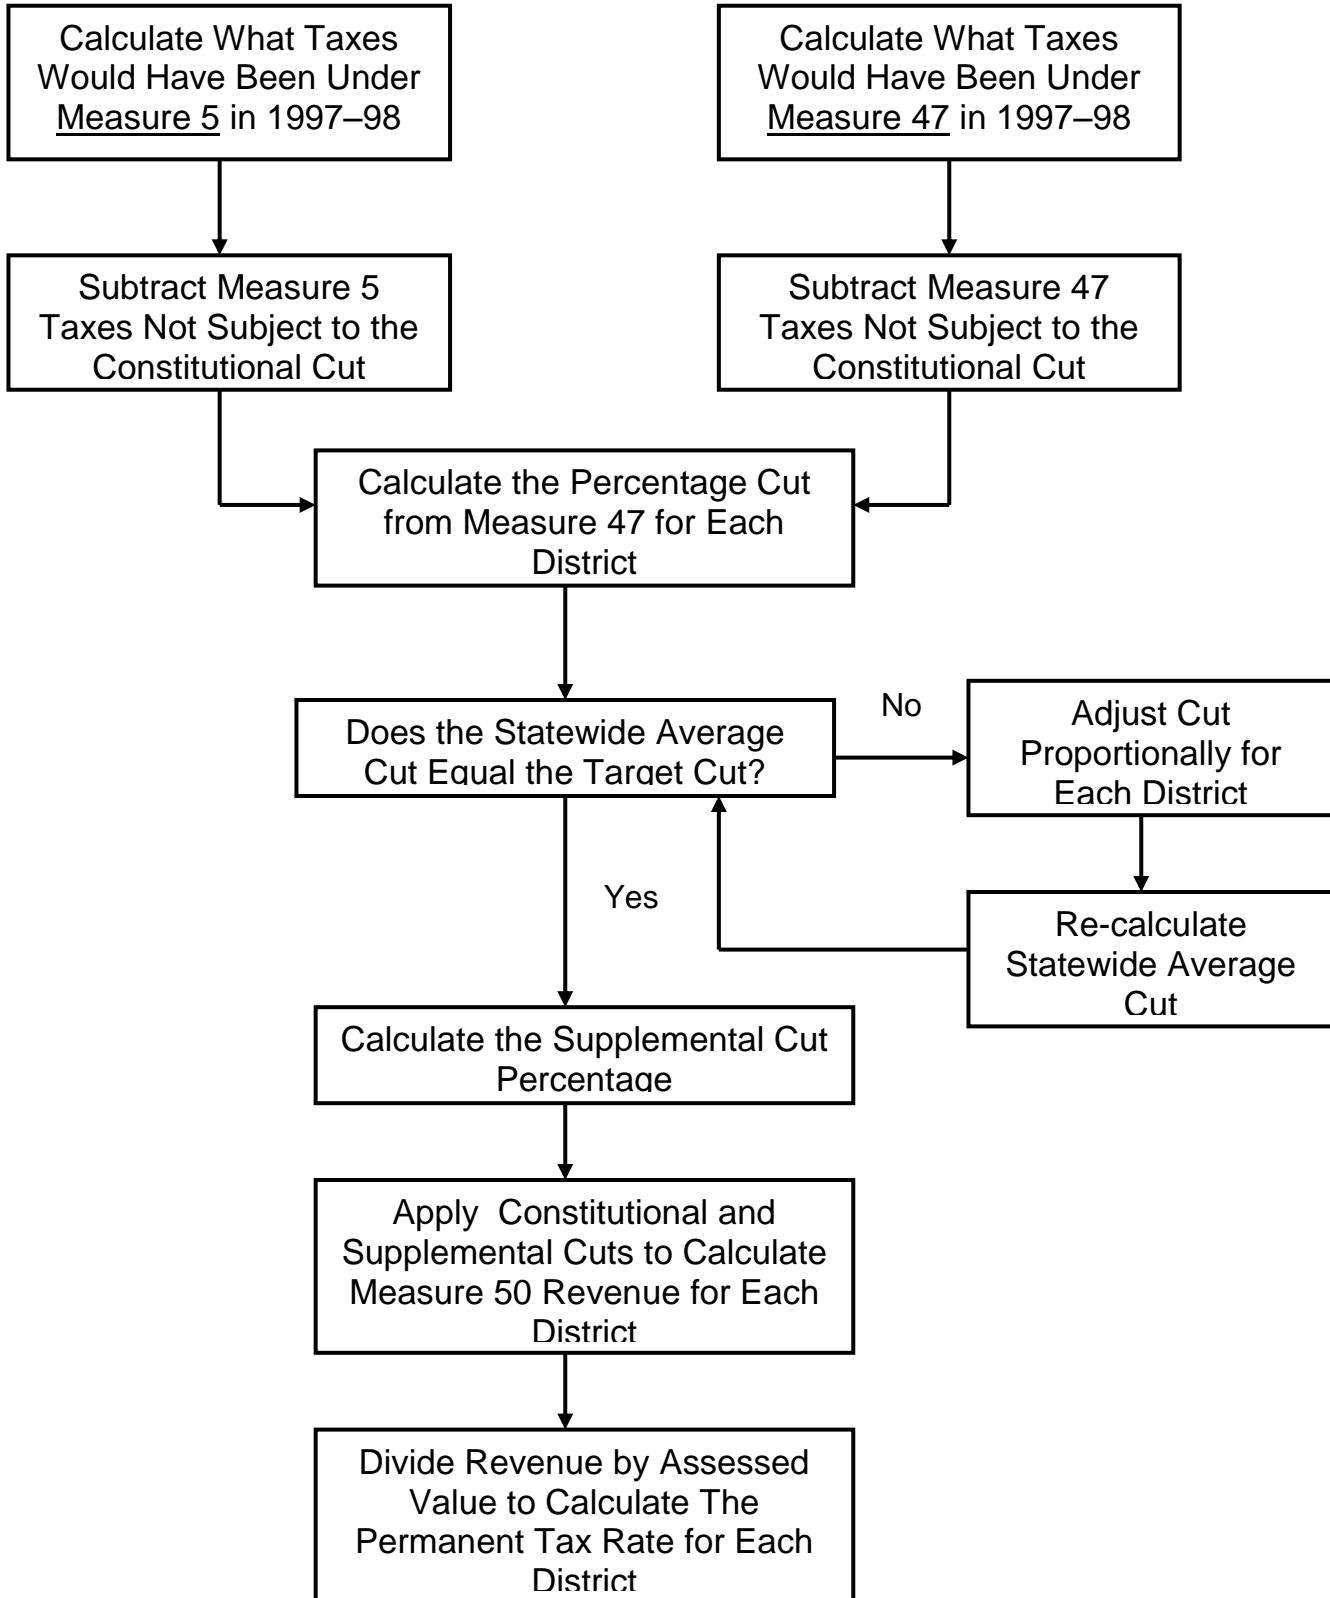 Calculate What Taxes
Would Have Been Under
Measure 5 in 1997–98
Calculate What Taxes
Would Have Been Under
Measure 47 in 1997–98
Subtract Measure 5
Taxes Not Subject to the
Constitutional Cut
Subtract Measure 47
Taxes Not Subject to the
Constitutional Cut
Calculate the Percentage Cut
from Measure 47 for Each
District
Does the Statewide Average
Cut Equal the Target Cut?
No
Adjust Cut
Proportionally for
Each District
Yes
Re-calculate
Statewide Average
Cut
Calculate the Supplemental Cut
Percentage
Apply  Constitutional and
Supplemental Cuts to Calculate
Measure 50 Revenue for Each
District
Divide Revenue by Assessed
Value to Calculate The
Permanent Tax Rate for Each
District